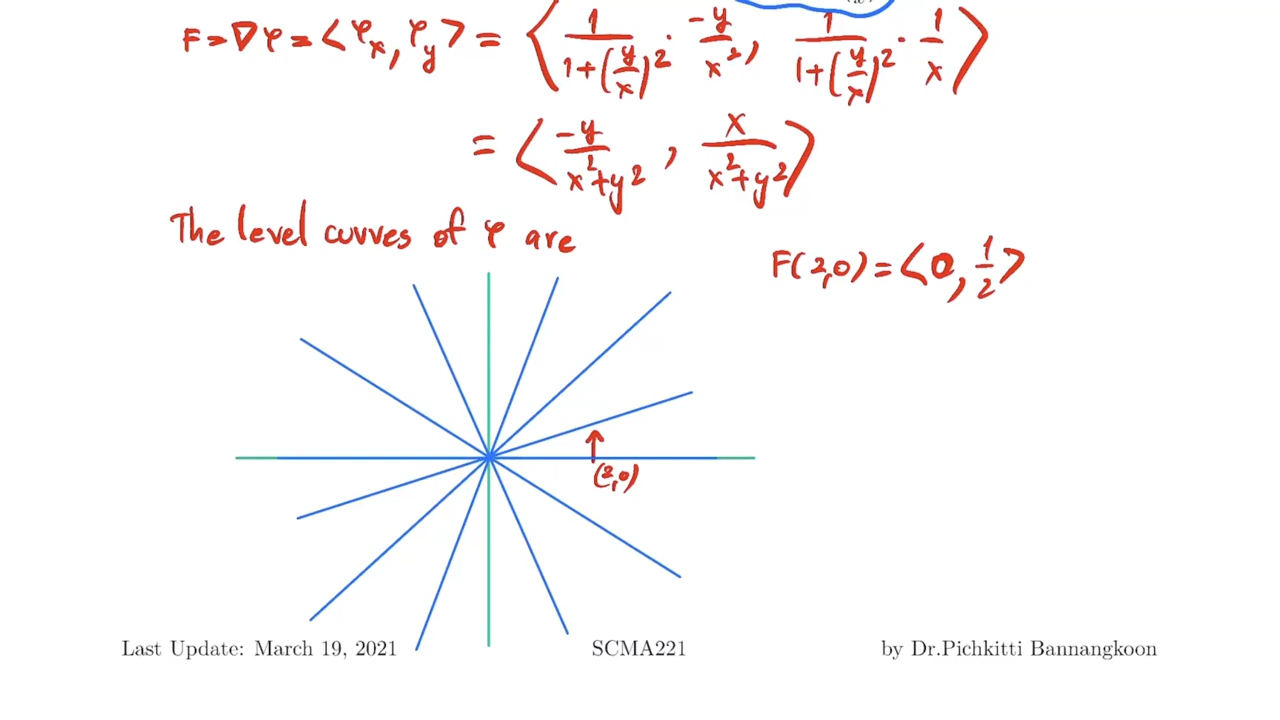 F = ∇φ = ⟨φₓ, φᵧ⟩ = ⟨ 1/(1+(y/x)²) · -y/x², 1/(1+(y/x)²) · 1/x ⟩
= ⟨ -y/(x²+y²), x/(x²+y²) ⟩
The level curves of φ are
F(2,0) = ⟨0, 1/2⟩
(2,0)
Last Update: March 19, 2021 SCMA221 by Dr.Pichkitti Bannangkoon